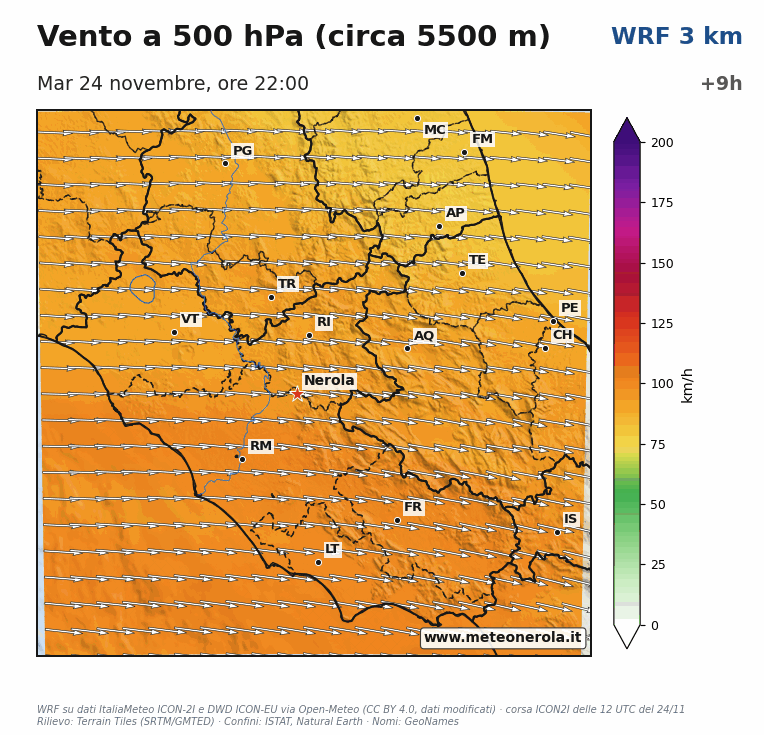 Vento a 500 hPa (circa 5500 m)
WRF 3 km
Mar 24 novembre, ore 22:00
+9h
MC
FM
PG
AP
TE
TR
PE
VT
RI
AQ
CH
Nerola
RM
FR
IS
LT
www.meteonerola.it
200
175
150
125
100
75
50
25
0
km/h
WRF su dati ItaliaMeteo ICON-2I e DWD ICON-EU via Open-Meteo (CC BY 4.0, dati modificati) · corsa ICON2I delle 12 UTC del 24/11
Rilievo: Terrain Tiles (SRTM/GMTED) · Confini: ISTAT, Natural Earth · Nomi: GeoNames